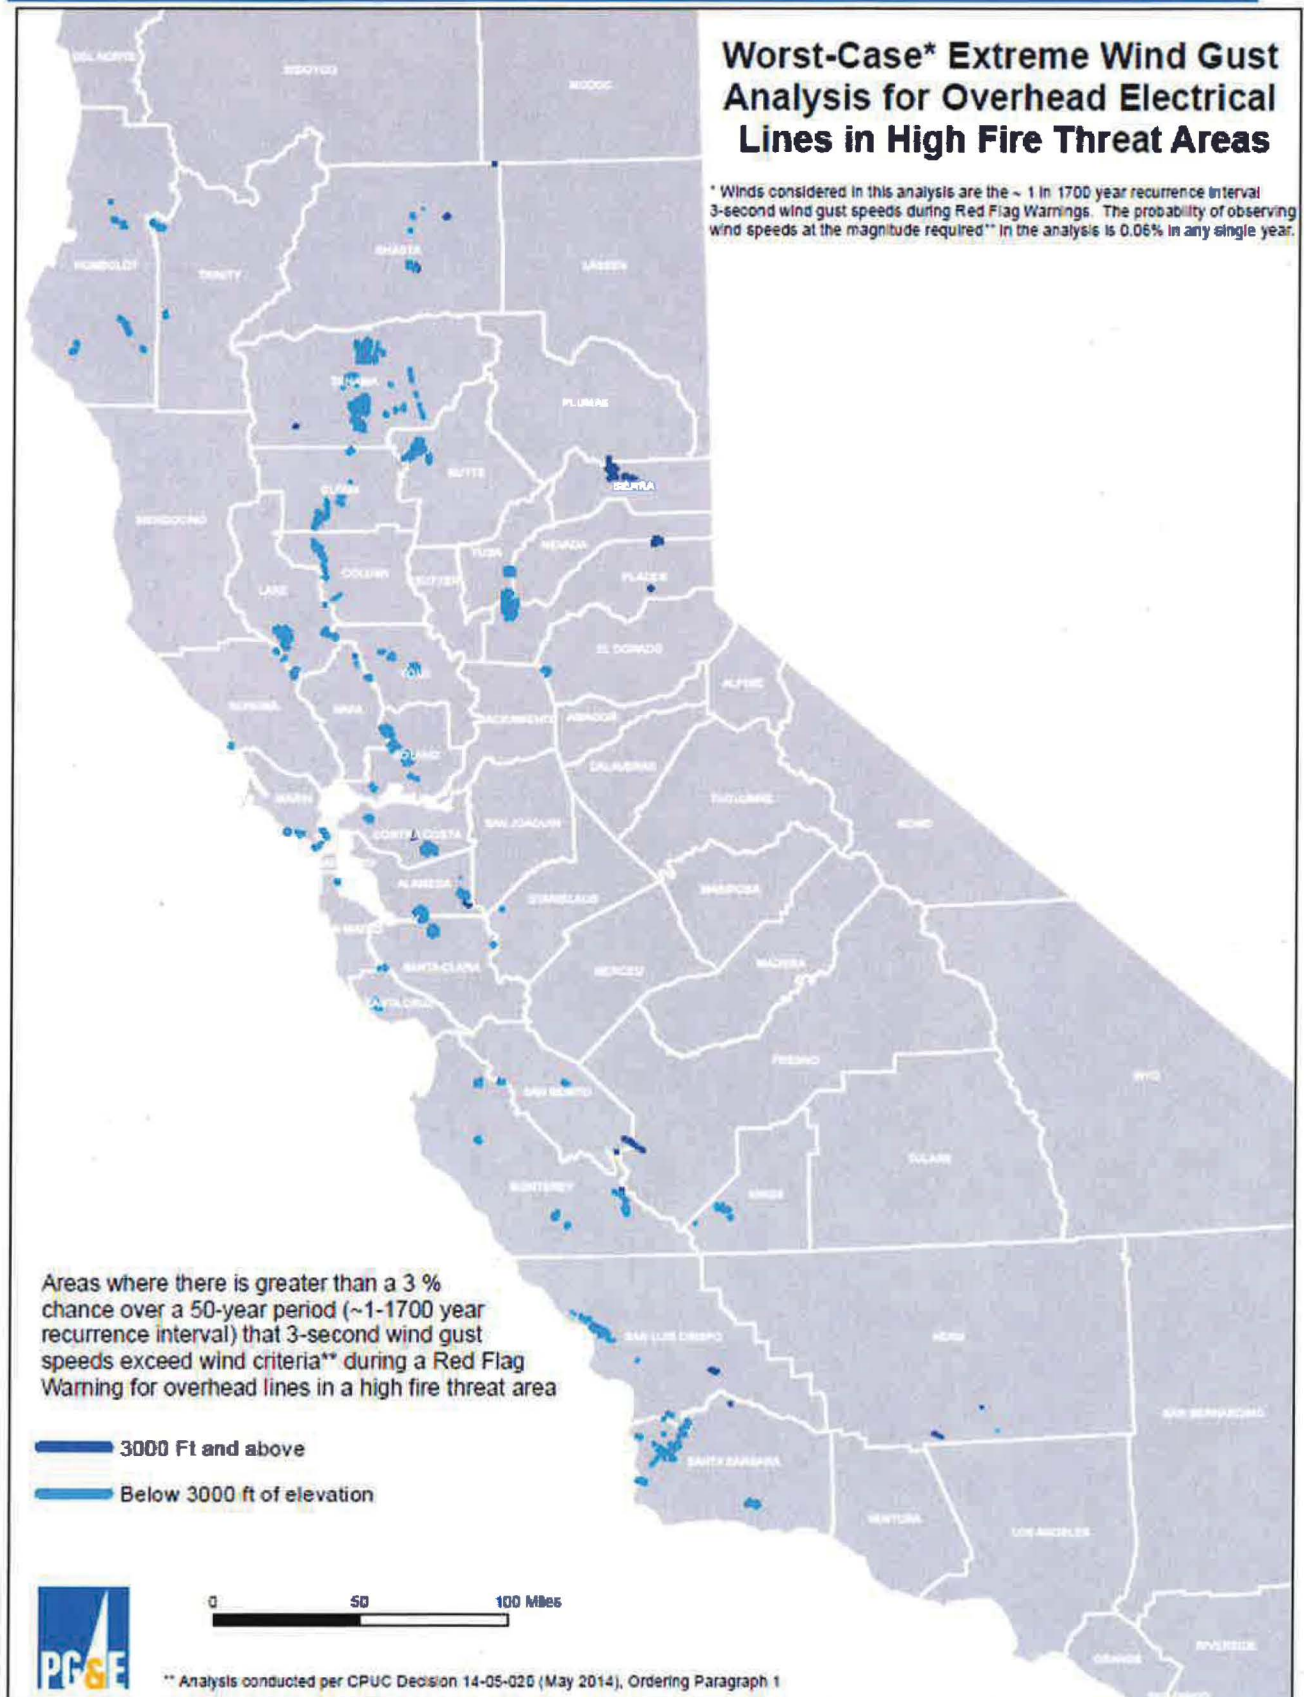 Worst-Case* Extreme Wind Gust
Analysis for Overhead Electrical
Lines in High Fire Threat Areas
* Winds considered in this analysis are the ~ 1 in 1700 year recurrence interval
3-second wind gust speeds during Red Flag Warnings. The probability of observing
wind speeds at the magnitude required** in the analysis is 0.06% in any single year.
DEL NORTE
SISKIYOU
MODOC
HUMBOLDT
TRINITY
SHASTA
LASSEN
TEHAMA
PLUMAS
MENDOCINO
GLENN
BUTTE
SIERRA
LAKE
COLUSA
SUTTER
YUBA
NEVADA
PLACER
EL DORADO
SONOMA
NAPA
YOLO
SACRAMENTO
AMADOR
ALPINE
SOLANO
CALAVERAS
TUOLUMNE
MONO
MARIN
CONTRA COSTA
SAN JOAQUIN
ALAMEDA
STANISLAUS
MARIPOSA
SANTA CLARA
MERCED
MADERA
SANTA CRUZ
FRESNO
INYO
SAN BENITO
MONTEREY
KINGS
TULARE
SAN LUIS OBISPO
KERN
SAN BERNARDINO
SANTA BARBARA
VENTURA
LOS ANGELES
ORANGE
RIVERSIDE
Areas where there is greater than a 3 %
chance over a 50-year period (~1-1700 year
recurrence interval) that 3-second wind gust
speeds exceed wind criteria** during a Red Flag
Warning for overhead lines in a high fire threat area
3000 Ft and above
Below 3000 ft of elevation
0 50 100 Miles
PG&E
** Analysis conducted per CPUC Decision 14-05-020 (May 2014), Ordering Paragraph 1